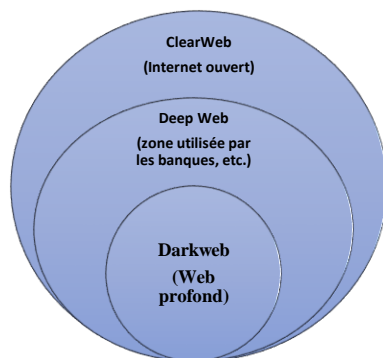 ClearWeb
(Internet ouvert)
Deep Web
(zone utilisée par
les banques, etc.)
Darkweb
(Web
profond)